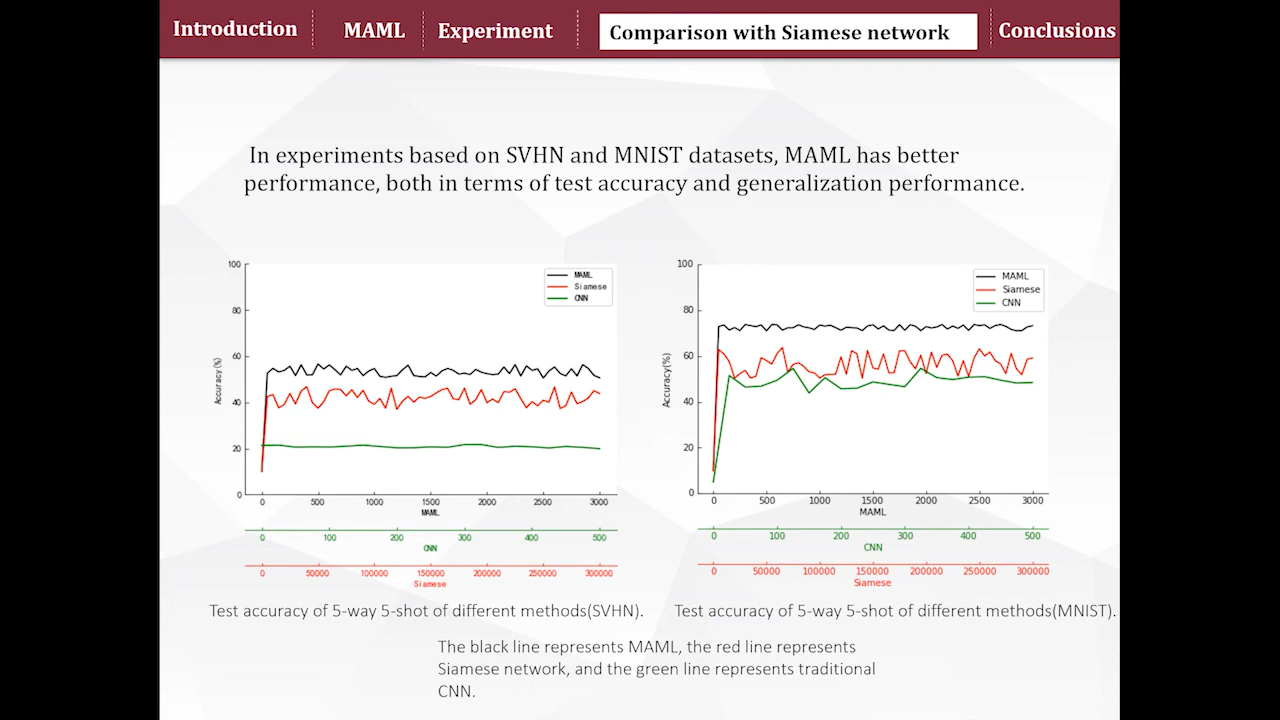 Introduction
MAML
Experiment
Comparison with Siamese network
Conclusions
In experiments based on SVHN and MNIST datasets, MAML has better
performance, both in terms of test accuracy and generalization performance.
100
80
60
40
20
0
Accuracy (%)
MAML
Siamese
CNN
0 500 1000 1500 2000 2500 3000
MAML
0 100 200 300 400 500
CNN
0 50000 100000 150000 200000 250000 300000
Siamese
100
80
60
40
20
0
Accuracy(%)
MAML
Siamese
CNN
0 500 1000 1500 2000 2500 3000
MAML
0 100 200 300 400 500
CNN
0 50000 100000 150000 200000 250000 300000
Siamese
Test accuracy of 5-way 5-shot of different methods(SVHN).
Test accuracy of 5-way 5-shot of different methods(MNIST).
The black line represents MAML, the red line represents
Siamese network, and the green line represents traditional
CNN.